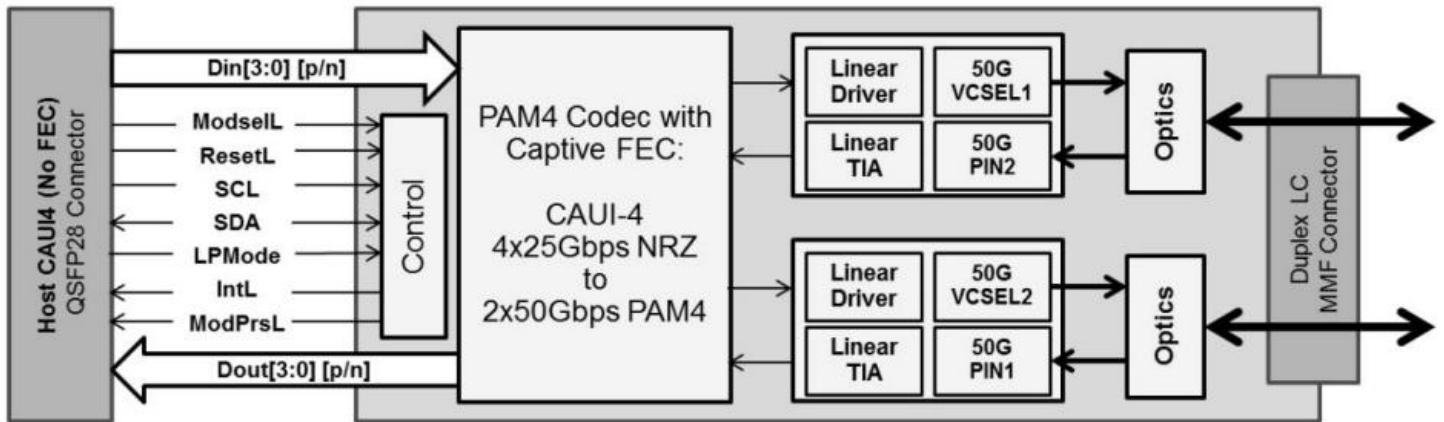 Host CAUI4 (No FEC)
QSFP28 Connector
Din[3:0] [p/n]
ModselL
ResetL
SCL
SDA
LPMode
IntL
ModPrsL
Dout[3:0] [p/n]
Control
PAM4 Codec with
Captive FEC:
CAUI-4
4x25Gbps NRZ
to
2x50Gbps PAM4
Linear
Driver
50G
VCSEL1
Linear
TIA
50G
PIN2
Optics
Linear
Driver
50G
VCSEL2
Linear
TIA
50G
PIN1
Optics
Duplex LC
MMF Connector